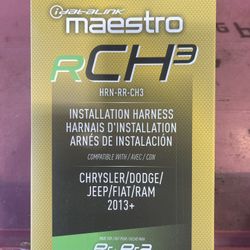 idatalink
maestro
RCH3
HRN-RR-CH3
INSTALLATION HARNESS
HARNAIS D'INSTALLATION
ARNÉS DE INSTALACIÓN
COMPATIBLE WITH / AVEC / CON
CHRYSLER/DODGE/
JEEP/FIAT/RAM
2013+